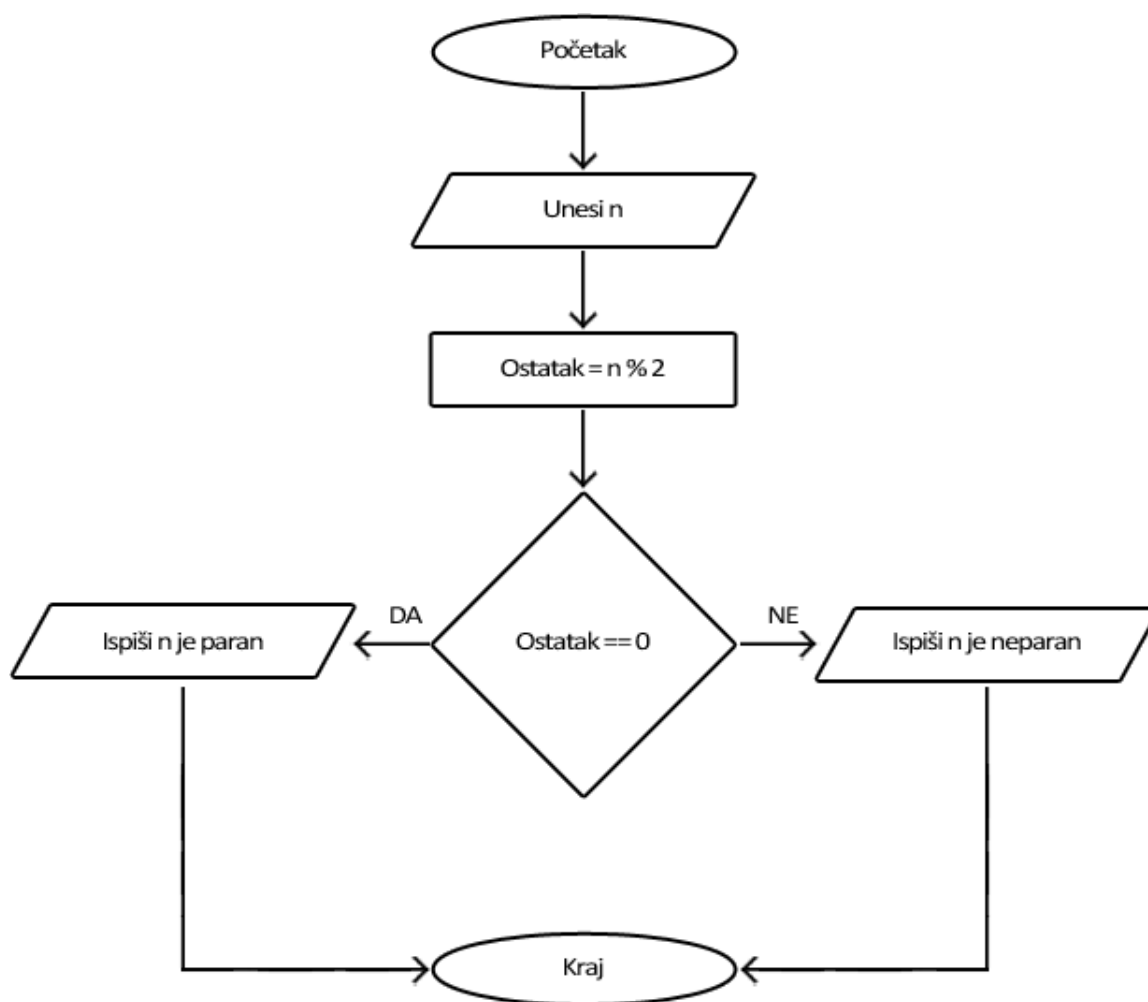 Početak
Unesi n
Ostatak = n % 2
DA
NE
Ispiši n je paran
Ostatak == 0
Ispiši n je neparan
Kraj